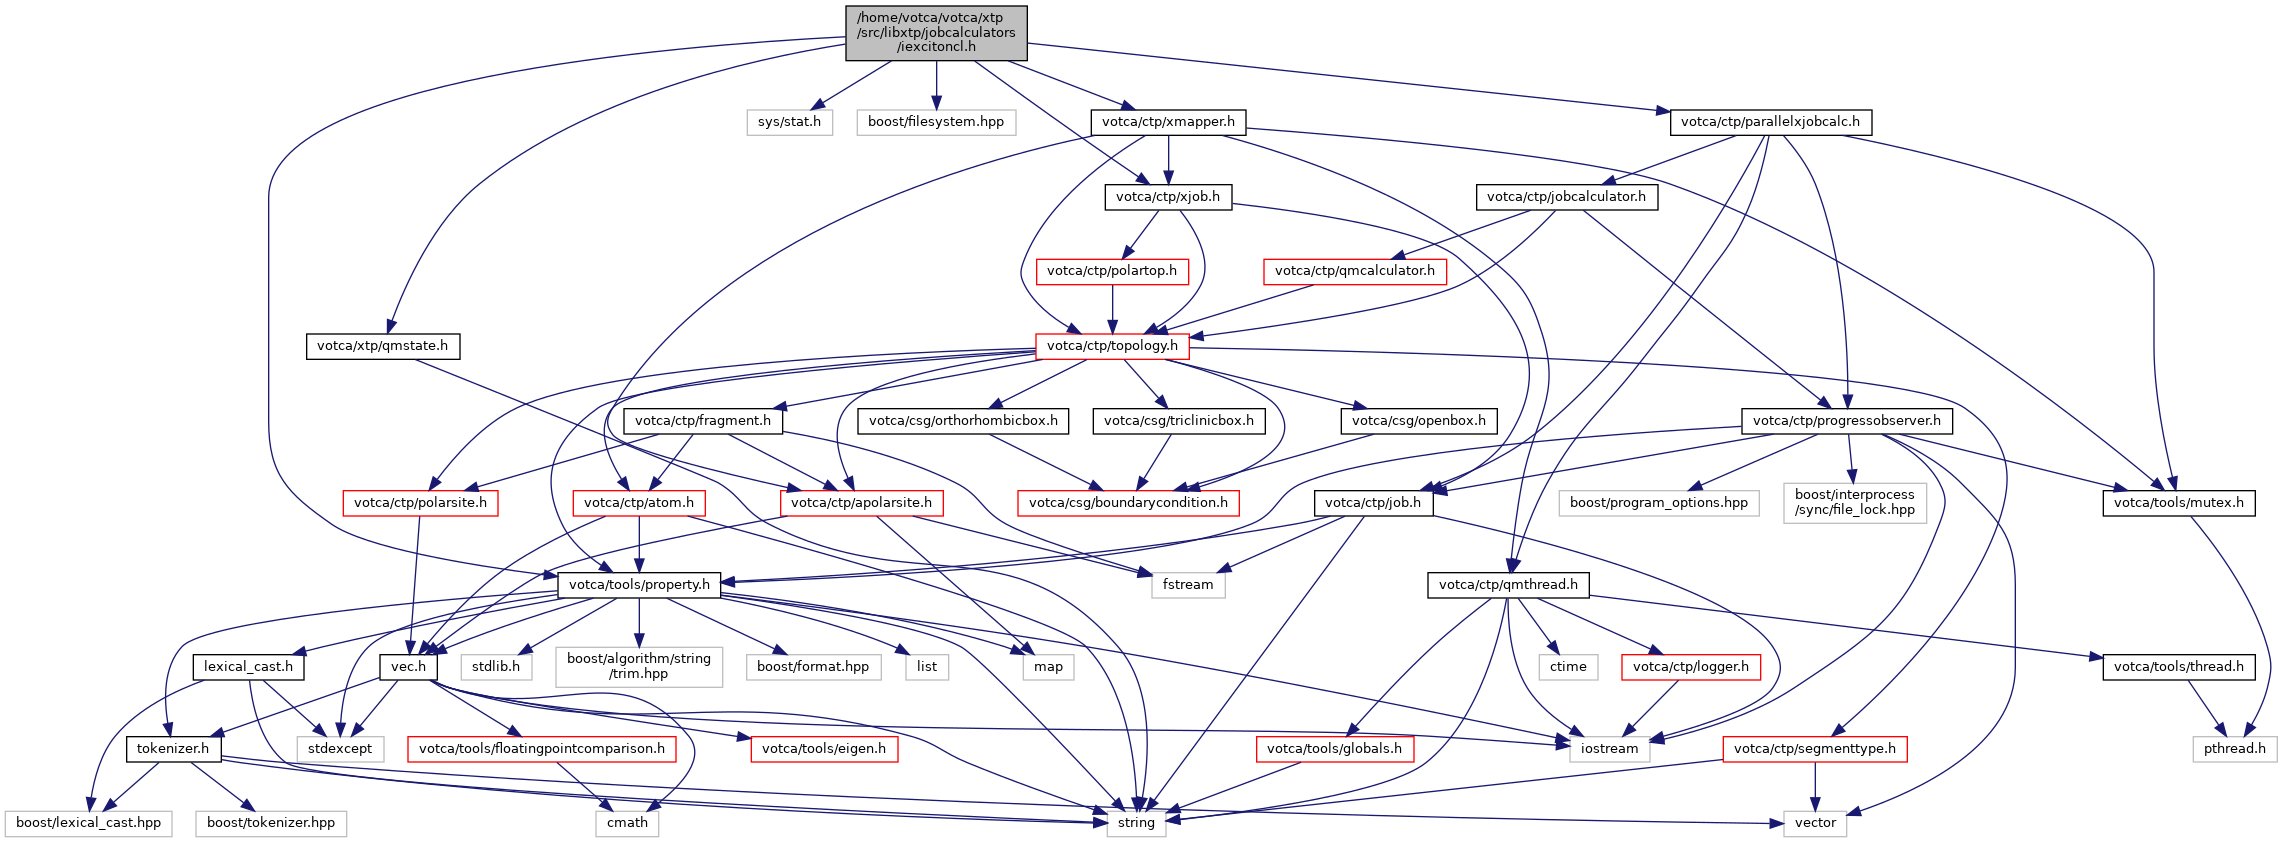 /home/votca/votca/xtp
/src/libxtp/jobcalculators
/iexcitoncl.h
sys/stat.h
boost/filesystem.hpp
votca/ctp/xmapper.h
votca/ctp/parallelxjobcalc.h
votca/ctp/xjob.h
votca/ctp/jobcalculator.h
votca/ctp/polartop.h
votca/ctp/qmcalculator.h
votca/xtp/qmstate.h
votca/ctp/topology.h
votca/ctp/fragment.h
votca/csg/orthorhombicbox.h
votca/csg/triclinicbox.h
votca/csg/openbox.h
votca/ctp/progressobserver.h
votca/ctp/polarsite.h
votca/ctp/atom.h
votca/ctp/apolarsite.h
votca/csg/boundarycondition.h
votca/ctp/job.h
boost/program_options.hpp
boost/interprocess
/sync/file_lock.hpp
votca/tools/mutex.h
votca/tools/property.h
fstream
votca/ctp/qmthread.h
lexical_cast.h
vec.h
stdlib.h
boost/algorithm/string
/trim.hpp
boost/format.hpp
list
map
ctime
votca/ctp/logger.h
votca/tools/thread.h
tokenizer.h
stdexcept
votca/tools/floatingpointcomparison.h
votca/tools/eigen.h
votca/tools/globals.h
iostream
votca/ctp/segmenttype.h
pthread.h
boost/lexical_cast.hpp
boost/tokenizer.hpp
cmath
string
vector